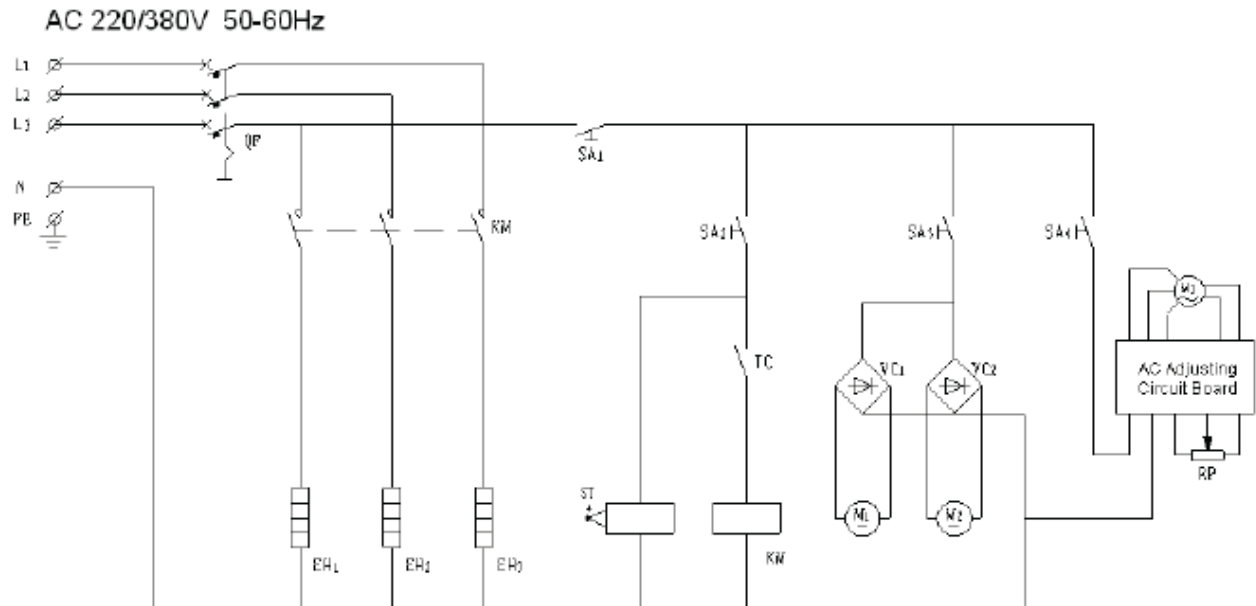 AC 220/380V 50-60Hz
L1
L2
L3
QF
SA1
N
PE
KM
SA2
SA3
SA4
M3
TC
VC1
VC2
AC Adjusting
Circuit Board
RP
ST
M1
M2
EH1
EH2
EH3
KM